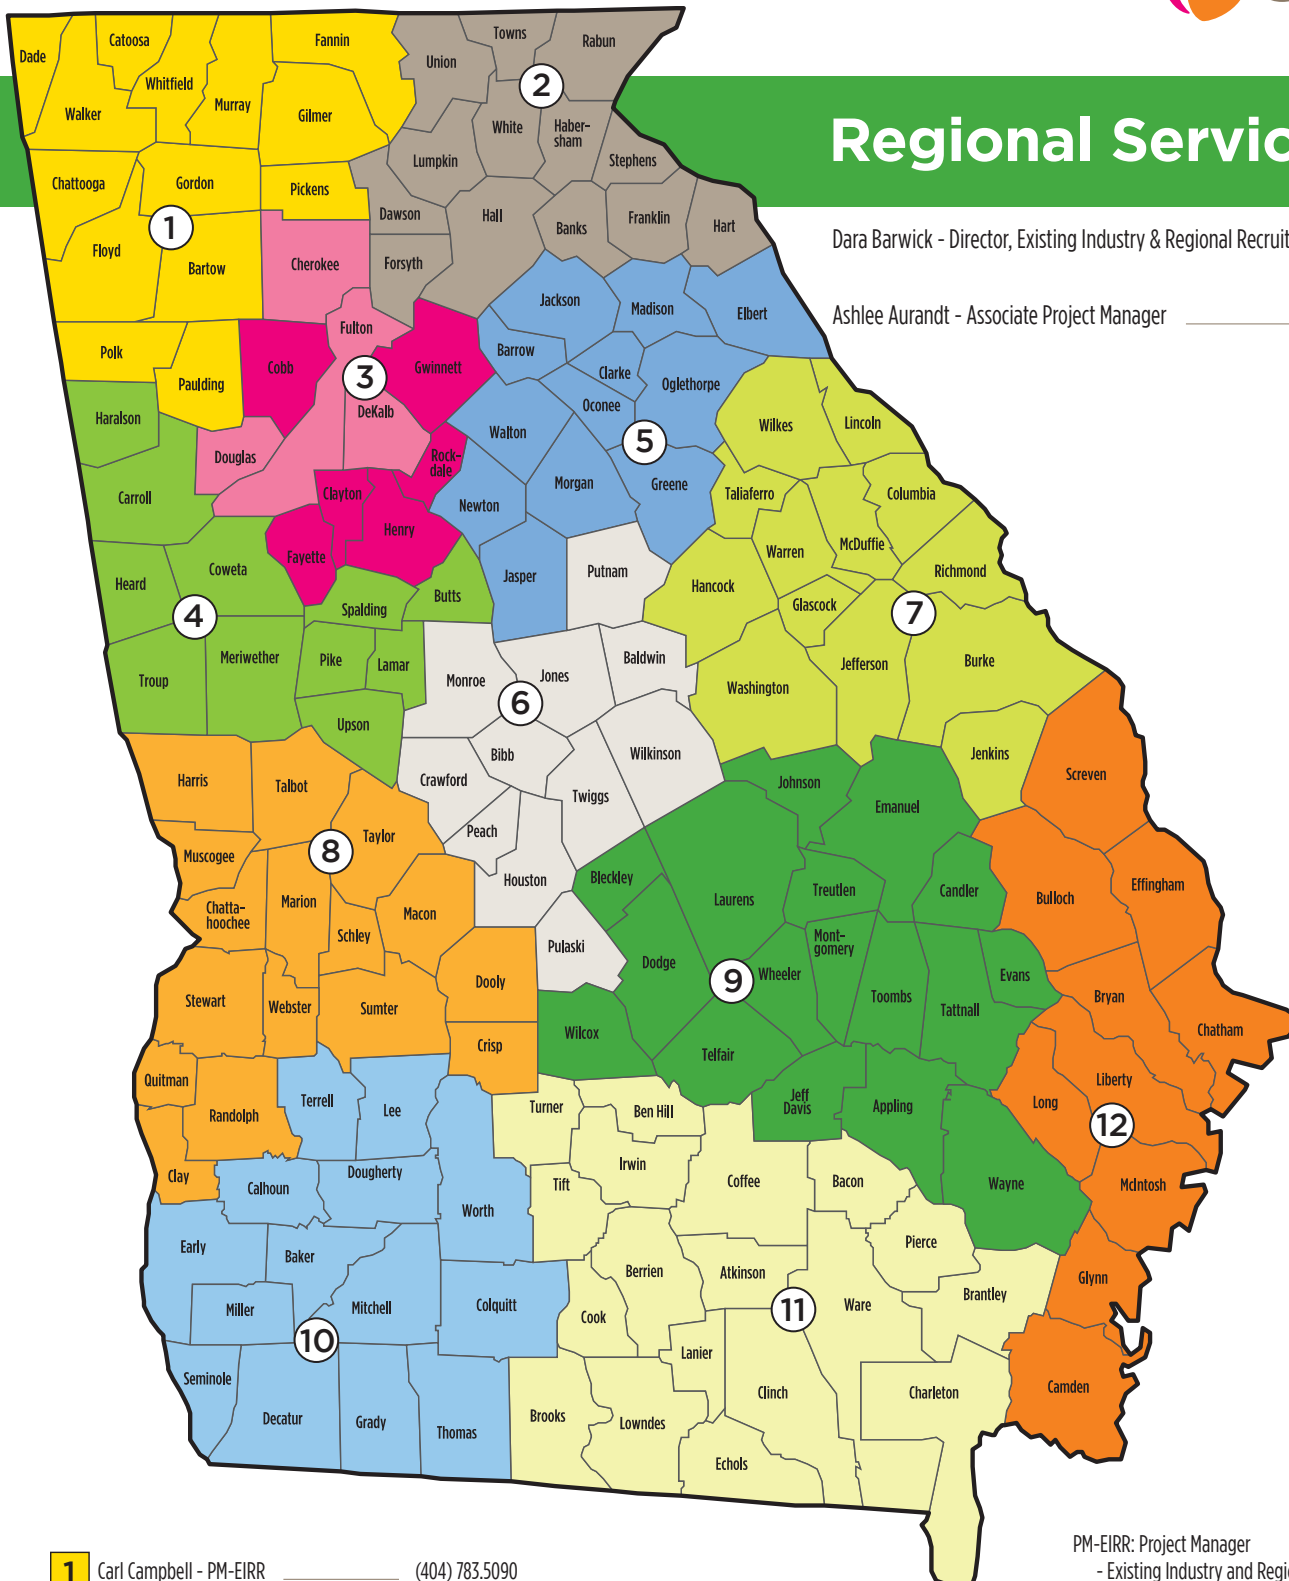 Regional Servic
Dara Barwick - Director, Existing Industry & Regional Recruit
Ashlee Aurandt - Associate Project Manager
Dade
Catoosa
Whitfield
Walker
Murray
Fannin
Gilmer
Chattooga
Gordon
Pickens
1
Floyd
Bartow
Polk
Paulding
Towns
Union
Rabun
2
White
Haber-
sham
Lumpkin
Stephens
Dawson
Hall
Banks
Franklin
Hart
Forsyth
Cherokee
Fulton
Cobb
3
Gwinnett
DeKalb
Douglas
Rock-
dale
Clayton
Henry
Fayette
Haralson
Carroll
Heard
Coweta
4
Spalding
Butts
Troup
Meriwether
Pike
Lamar
Upson
Jackson
Madison
Elbert
Barrow
Clarke
Oconee
Oglethorpe
5
Walton
Morgan
Greene
Newton
Jasper
Putnam
Monroe
Jones
Baldwin
6
Bibb
Wilkinson
Crawford
Twiggs
Peach
Houston
Pulaski
Wilkes
Lincoln
Taliaferro
Columbia
Warren
McDuffie
Hancock
Richmond
Glascock
7
Jefferson
Burke
Washington
Jenkins
Harris
Talbot
Muscogee
8
Taylor
Chatta-
hoochee
Marion
Macon
Schley
Dooly
Stewart
Webster
Sumter
Crisp
Quitman
Randolph
Clay
Johnson
Emanuel
Bleckley
Laurens
Treutlen
Candler
Mont-
gomery
Dodge
9
Wheeler
Toombs
Evans
Tattnall
Wilcox
Telfair
Jeff
Davis
Appling
Wayne
Terrell
Lee
Calhoun
Dougherty
Worth
Early
Baker
Miller
Mitchell
Colquitt
10
Seminole
Decatur
Grady
Thomas
Turner
Ben Hill
Irwin
Tift
Coffee
Bacon
Pierce
Berrien
Atkinson
Cook
11
Ware
Brantley
Lanier
Clinch
Charleton
Brooks
Lowndes
Echols
Screven
Bulloch
Effingham
Bryan
Chatham
Liberty
Long
12
McIntosh
Glynn
Camden
1 Carl Campbell - PM-EIRR (404) 783.5090
PM-EIRR: Project Manager
- Existing Industry and Regi